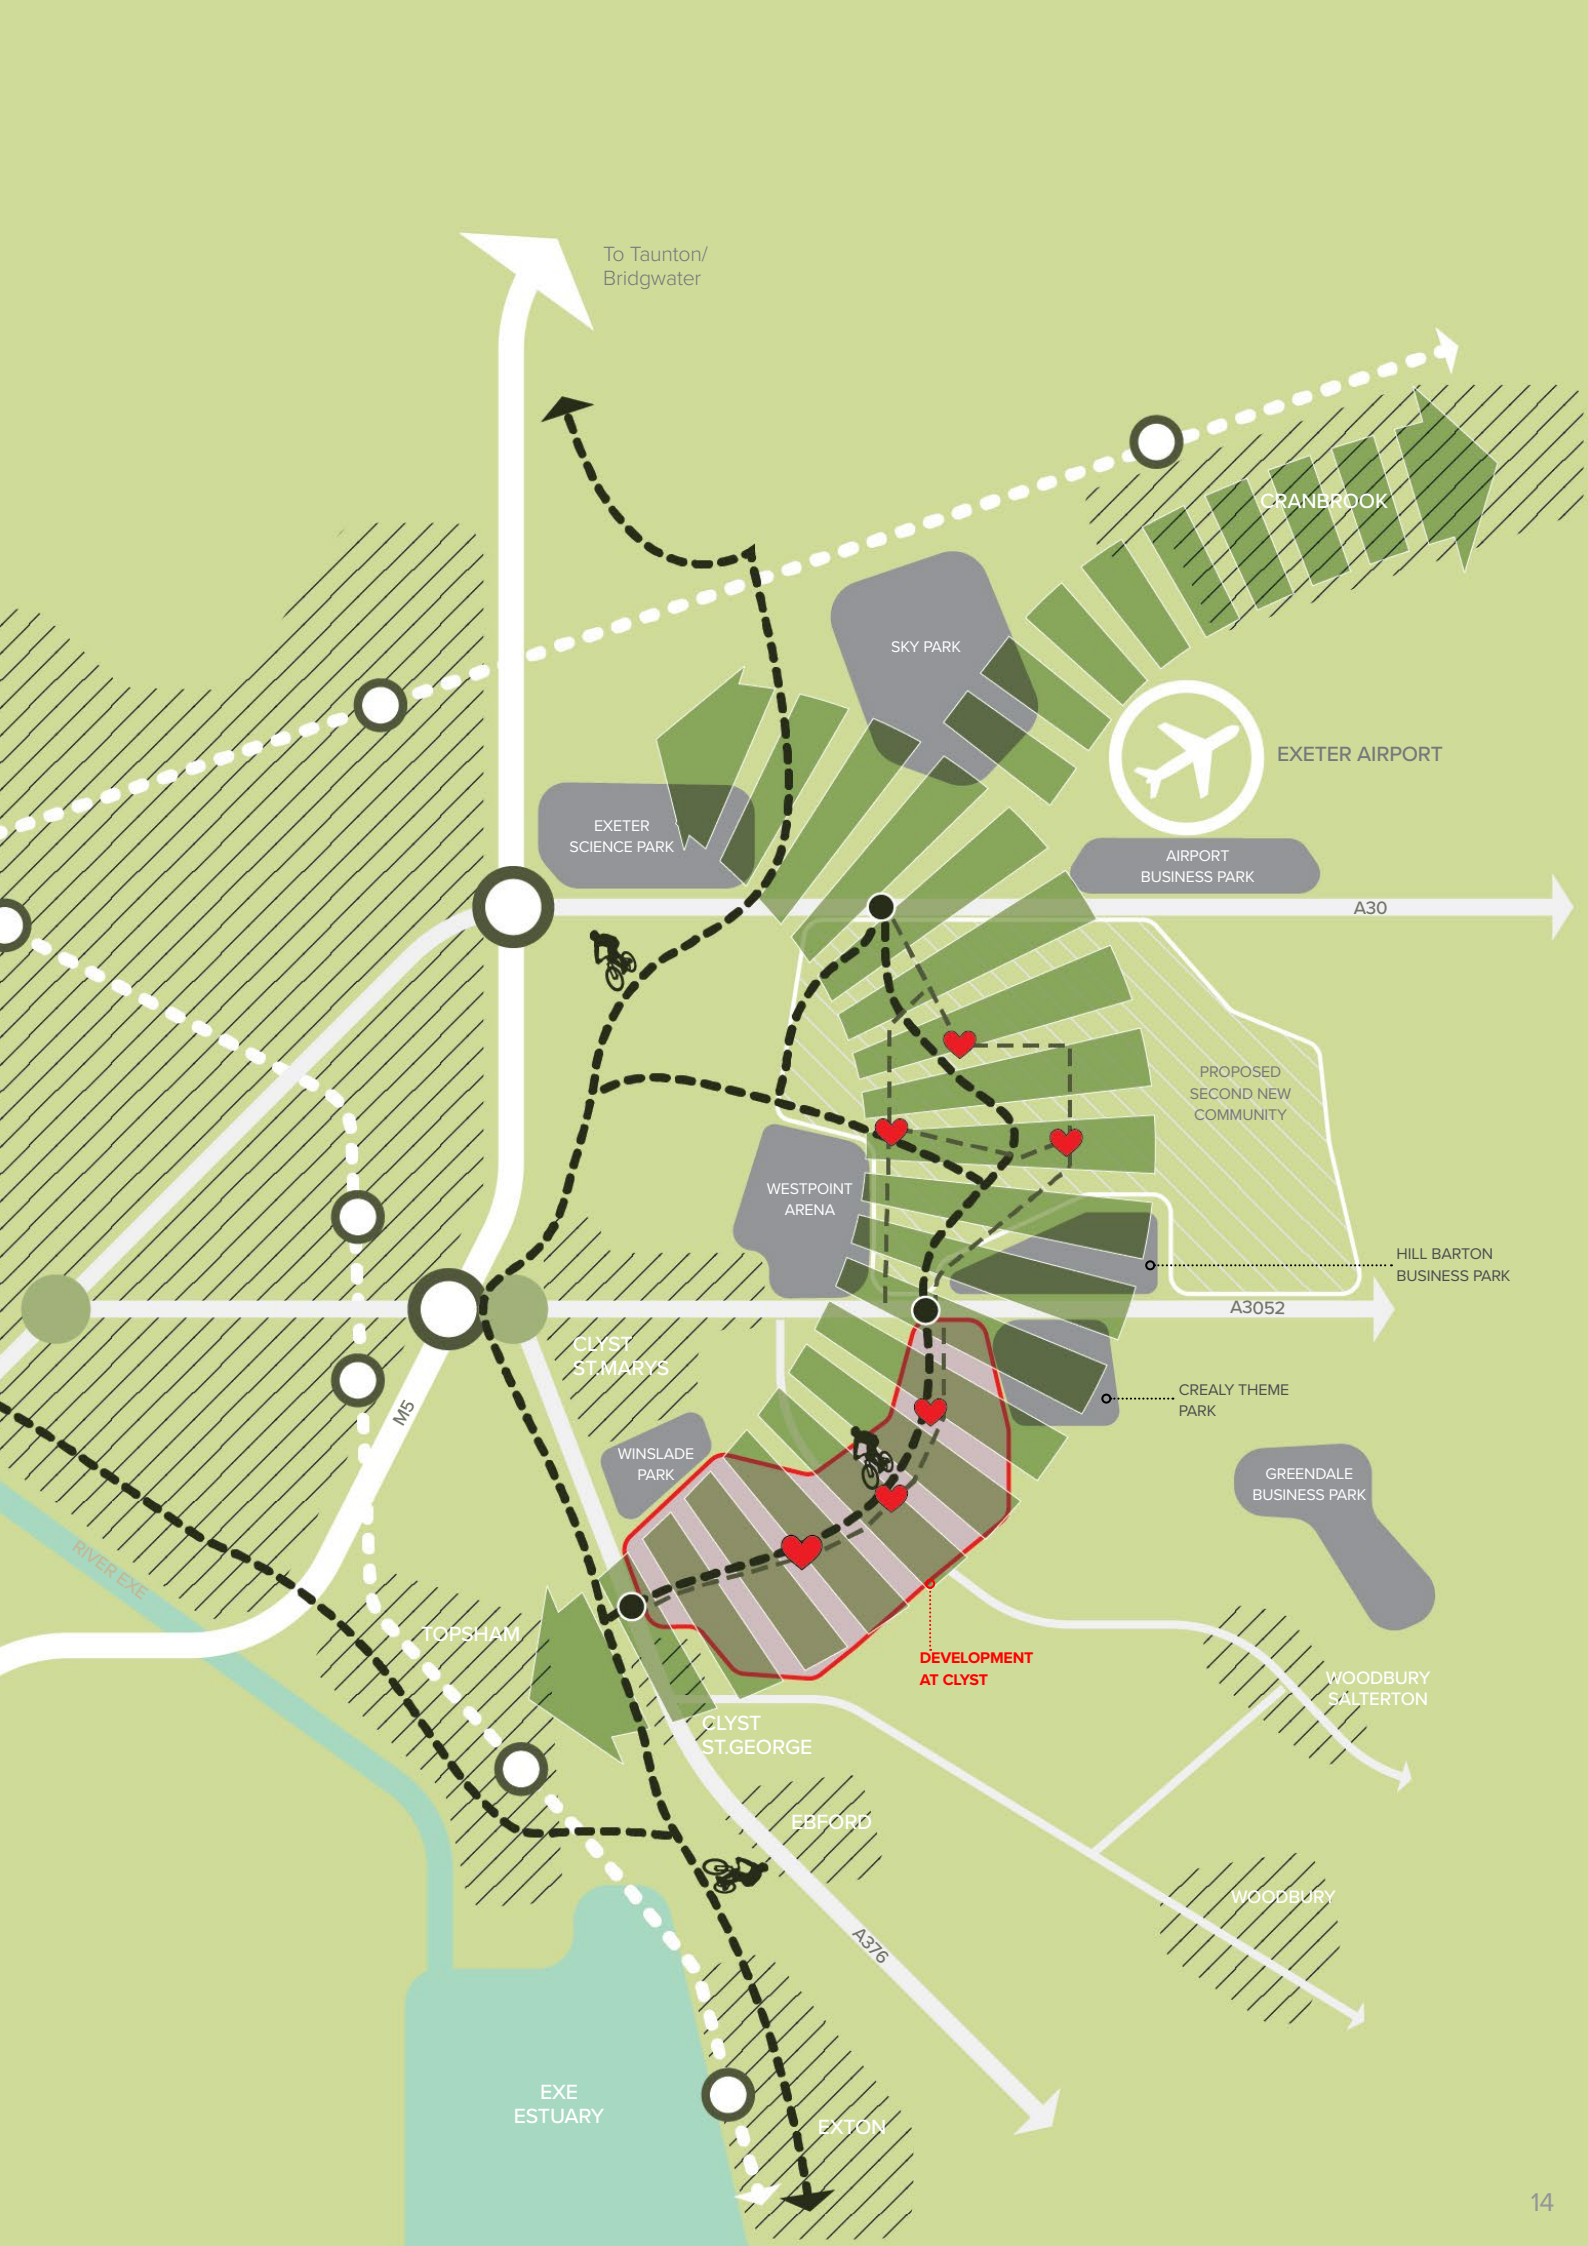 To Taunton/
Bridgwater
CRANBROOK
SKY PARK
EXETER AIRPORT
EXETER
SCIENCE PARK
AIRPORT
BUSINESS PARK
A30
PROPOSED
SECOND NEW
COMMUNITY
WESTPOINT
ARENA
HILL BARTON
BUSINESS PARK
A3052
CLYST
ST.MARYS
CREALY THEME
PARK
M5
WINSLADE
PARK
GREENDALE
BUSINESS PARK
RIVER EXE
TOPSHAM
DEVELOPMENT
AT CLYST
WOODBURY
SALTERTON
CLYST
ST.GEORGE
EBFORD
WOODBURY
A376
EXE
ESTUARY
EXTON
14